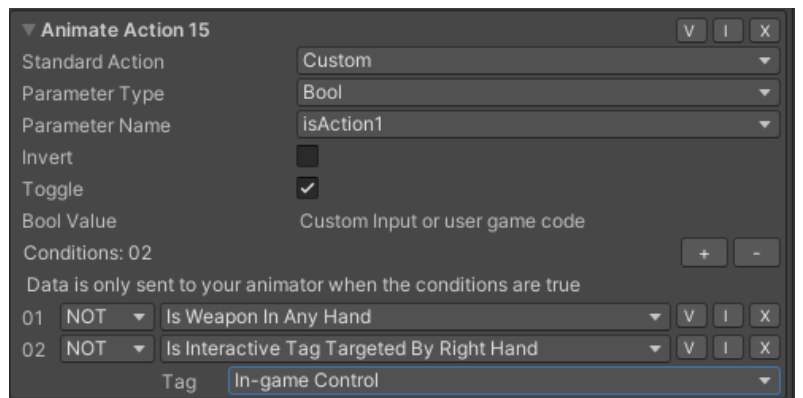 Animate Action 15 V I X
Standard Action Custom
Parameter Type Bool
Parameter Name isAction1
Invert
Toggle
Bool Value Custom Input or user game code
Conditions: 02 + -
Data is only sent to your animator when the conditions are true
01 NOT Is Weapon In Any Hand V I X
02 NOT Is Interactive Tag Targeted By Right Hand V I X
Tag In-game Control